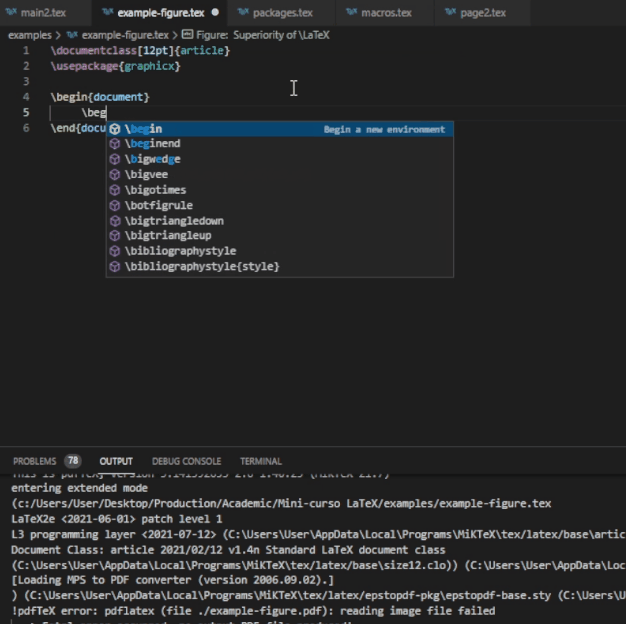 main2.tex example-figure.tex packages.tex macros.tex page2.tex
examples > example-figure.tex > Figure: Superiority of \LaTeX
1 \documentclass[12pt]{article}
2 \usepackage{graphicx}
3
4 \begin{document}
5 \beg
6 \end{docu
\begin Begin a new environment
\beginend
\bigwedge
\bigvee
\bigotimes
\botfigrule
\bigtriangledown
\bigtriangleup
\bibliographystyle
\bibliographystyle{style}
PROBLEMS 78 OUTPUT DEBUG CONSOLE TERMINAL
entering extended mode
(c:/Users/User/Desktop/Production/Academic/Mini-curso LaTeX/examples/example-figure.tex
LaTeX2e <2021-06-01> patch level 1
L3 programming layer <2021-07-12> (C:\Users\User\AppData\Local\Programs\MiKTeX\tex/latex/base\artic
Document Class: article 2021/02/12 v1.4n Standard LaTeX document class
(C:\Users\User\AppData\Local\Programs\MiKTeX\tex/latex/base\size12.clo)) (C:\Users\User\AppData\Loc
[Loading MPS to PDF converter (version 2006.09.02).]
) (C:\Users\User\AppData\Local\Programs\MiKTeX\tex/latex/epstopdf-pkg\epstopdf-base.sty (C:\Users\U
!pdfTeX error: pdflatex (file ./example-figure.pdf): reading image file failed